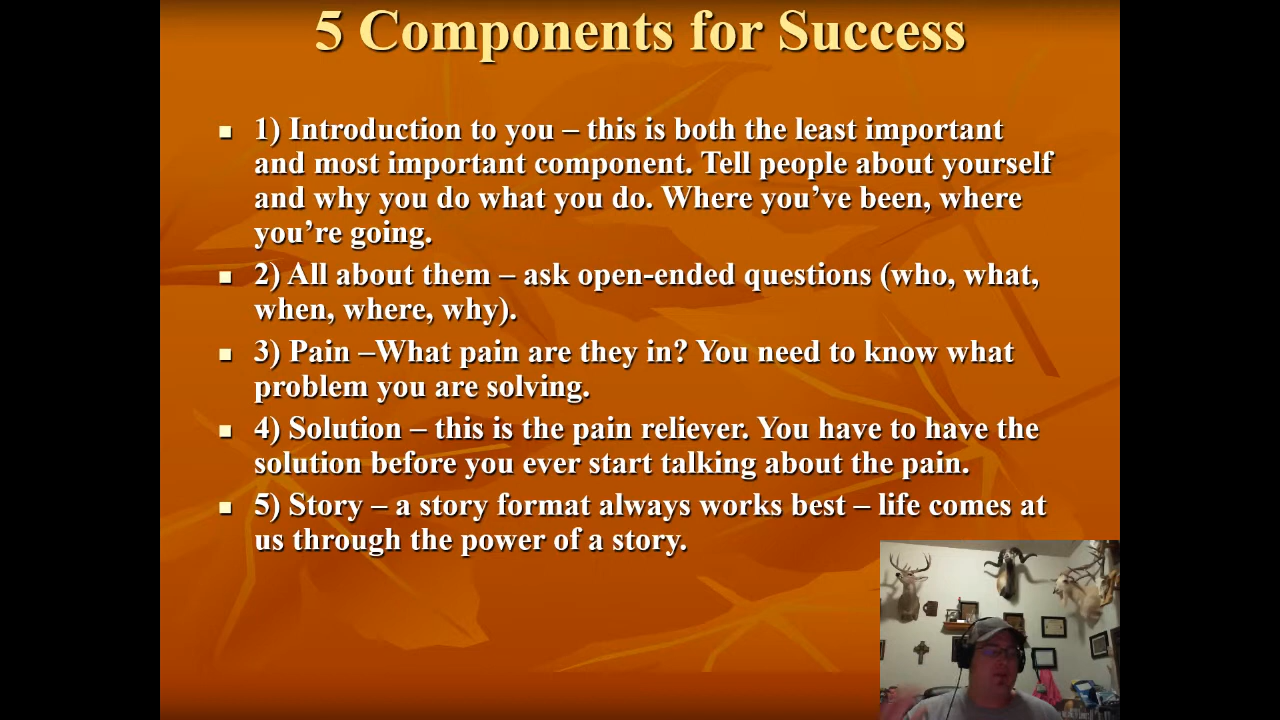 5 Components for Success
1) Introduction to you – this is both the least important
and most important component. Tell people about yourself
and why you do what you do. Where you’ve been, where
you’re going.
2) All about them – ask open-ended questions (who, what,
when, where, why).
3) Pain –What pain are they in? You need to know what
problem you are solving.
4) Solution – this is the pain reliever. You have to have the
solution before you ever start talking about the pain.
5) Story – a story format always works best – life comes at
us through the power of a story.